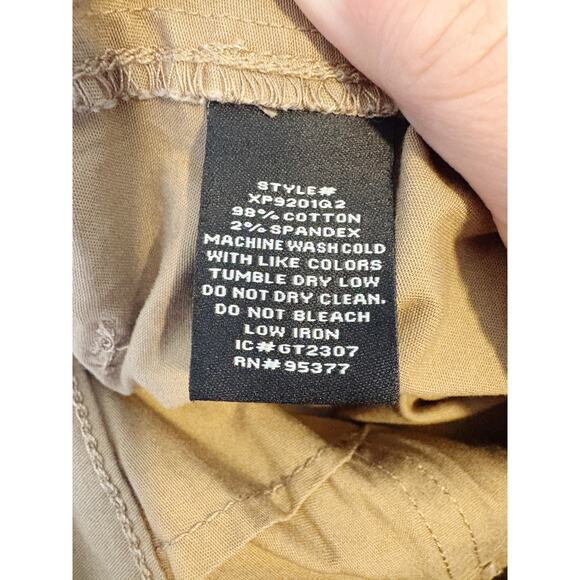 STYLE#
XP9201Q2
98% COTTON
2% SPANDEX
MACHINE WASH COLD
WITH LIKE COLORS
TUMBLE DRY LOW
DO NOT DRY CLEAN.
DO NOT BLEACH
LOW IRON
IC#GT2307
RN#95377